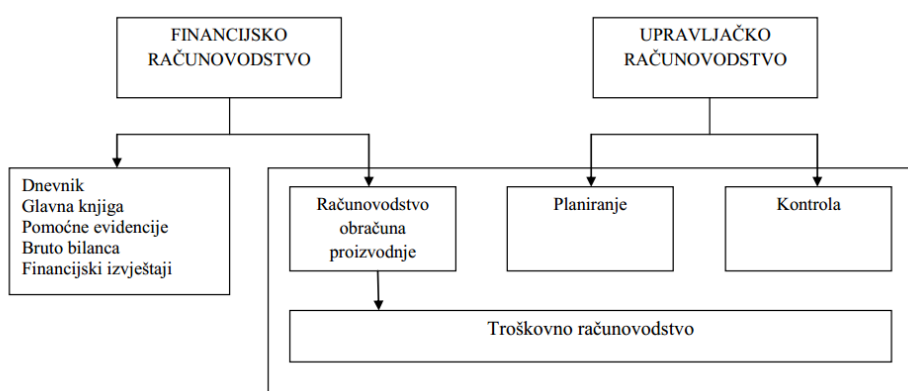 FINANCIJSKO
RAČUNOVODSTVO
UPRAVLJAČKO
RAČUNOVODSTVO
Dnevnik
Glavna knjiga
Pomoćne evidencije
Bruto bilanca
Financijski izvještaji
Računovodstvo
obračuna
proizvodnje
Planiranje
Kontrola
Troškovno računovodstvo